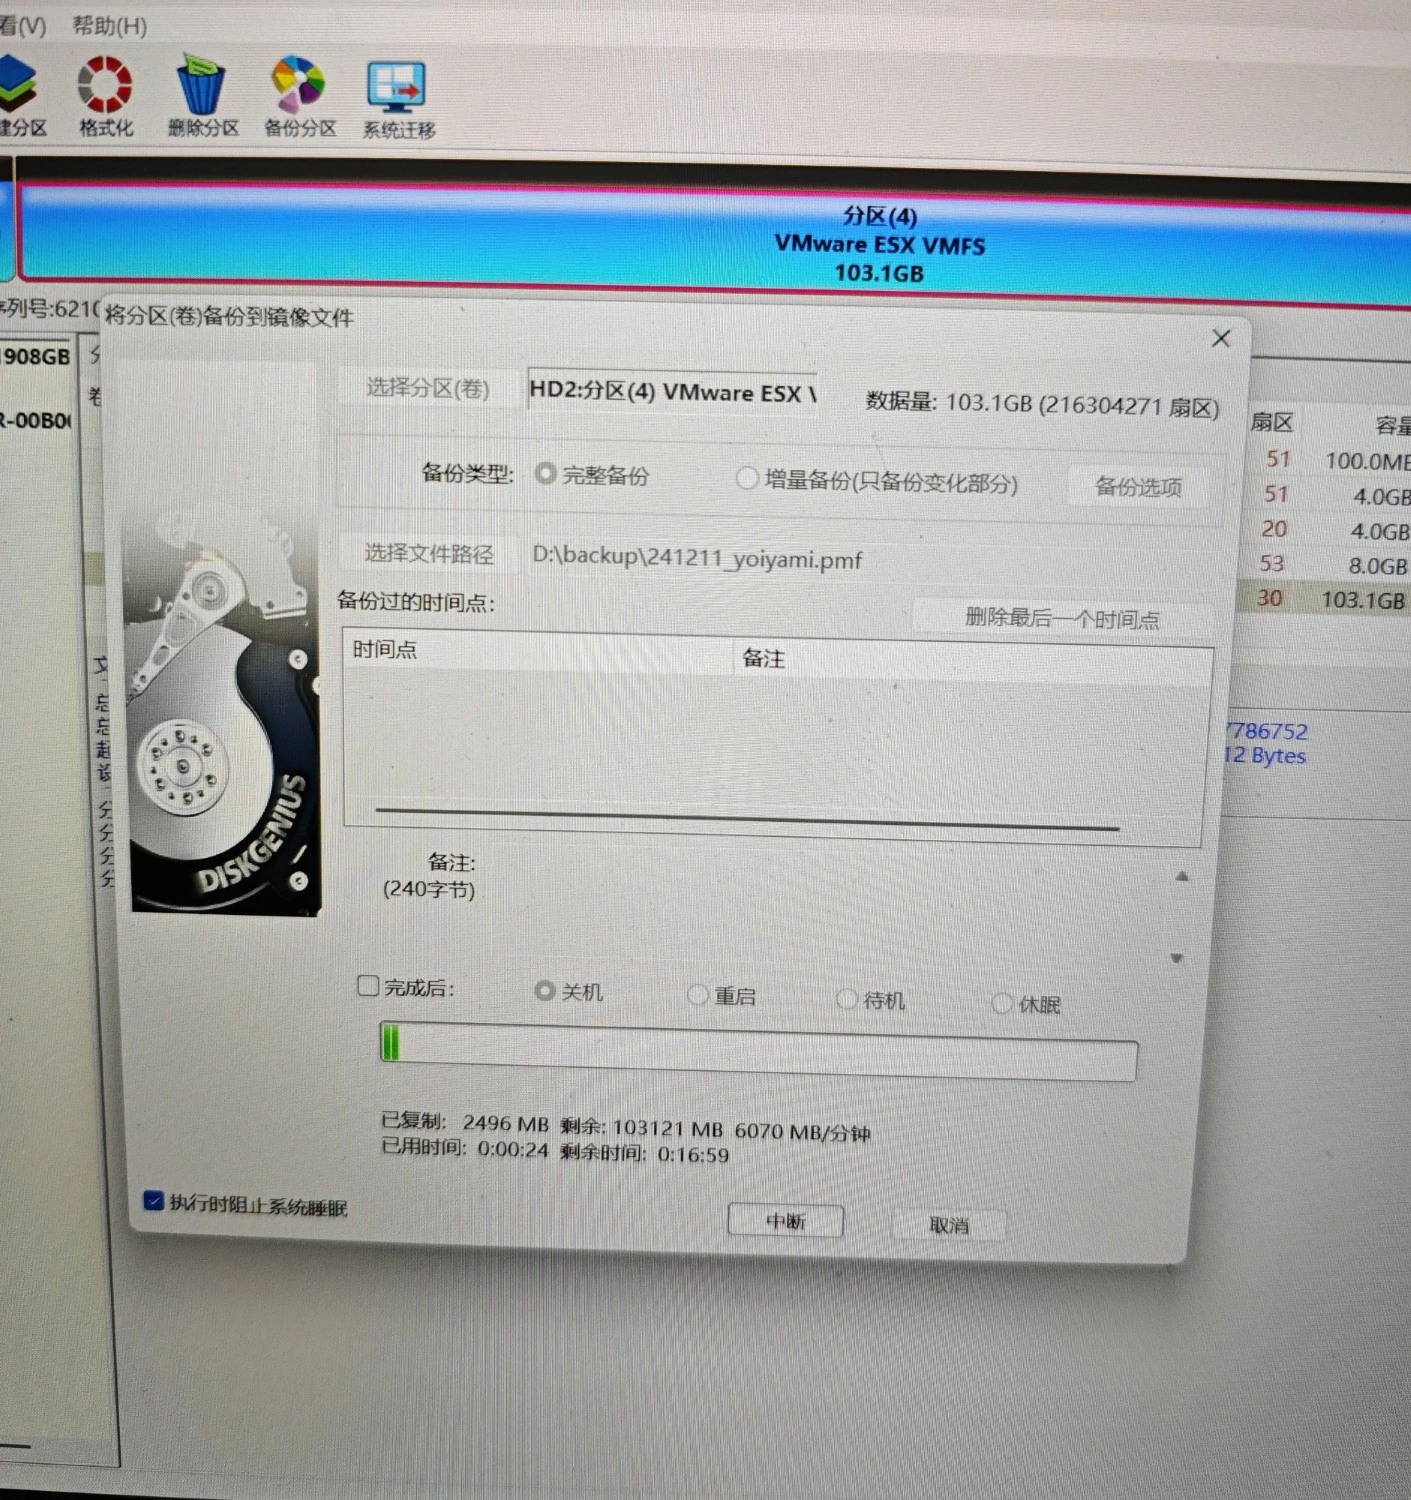 看(V) 帮助(H)
建分区 格式化 删除分区 备份分区 系统迁移
分区(4)
VMware ESX VMFS
103.1GB
序列号:6210
将分区(卷)备份到镜像文件
908GB
R-00B0
选择分区(卷) HD2:分区(4) VMware ESX V 数据量: 103.1GB (216304271 扇区)
备份类型: 完整备份 增量备份(只备份变化部分) 备份选项
选择文件路径 D:\backup\241211_yoiyami.pmf
备份过的时间点: 删除最后一个时间点
时间点 备注
扇区 容量
51 100.0MB
51 4.0GB
20 4.0GB
53 8.0GB
30 103.1GB
7786752
12 Bytes
DISKGENIUS
备注:
(240字节)
完成后: 关机 重启 待机 休眠
已复制: 2496 MB 剩余: 103121 MB 6070 MB/分钟
已用时间: 0:00:24 剩余时间: 0:16:59
执行时阻止系统睡眠
中断 取消